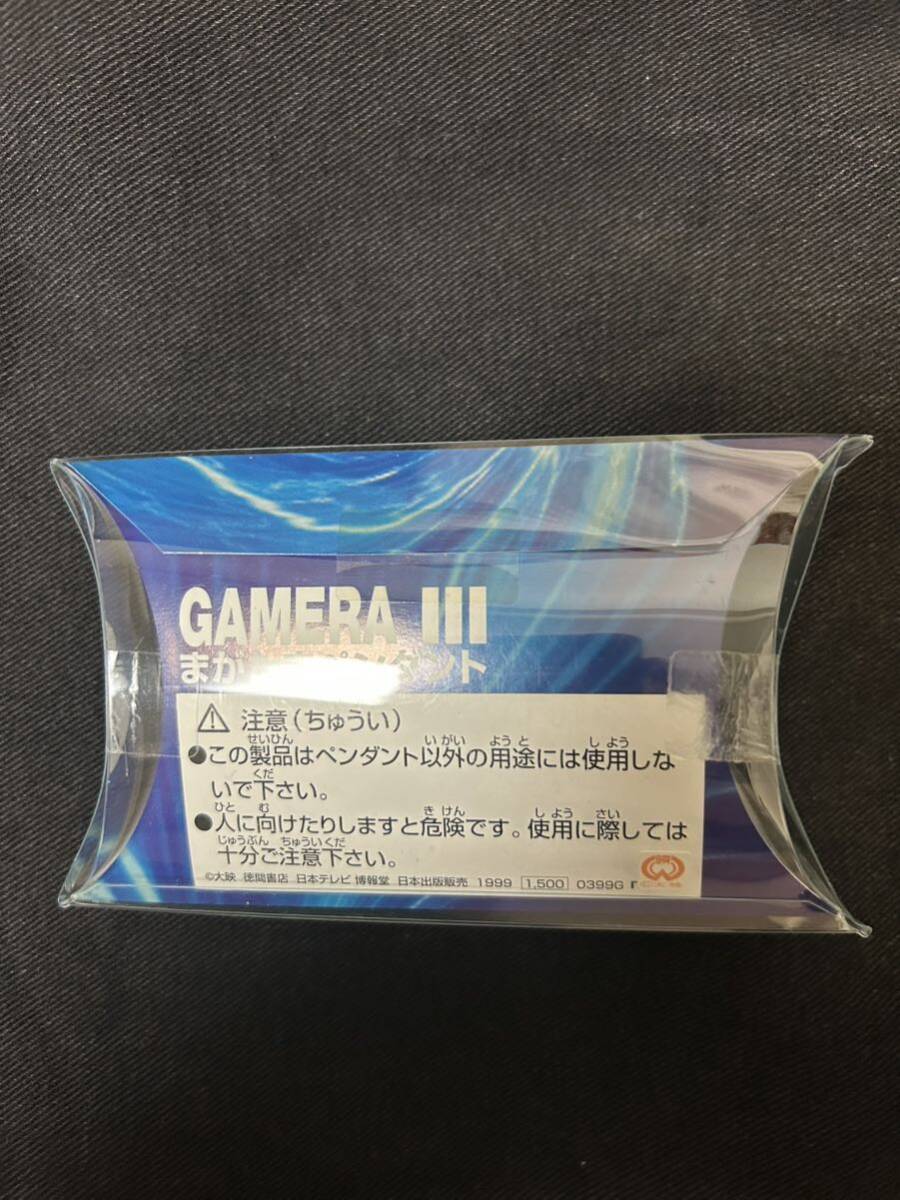 GAMERA III
まが ペンダント
⚠ 注意(ちゅうい)
●この製品はペンダント以外の用途には使用しな
いで下さい。
●人に向けたりしますと危険です。使用に際しては
十分ご注意下さい。
©大映 徳間書店 日本テレビ 博報堂 日本出版販売 1999 1,500 0399G